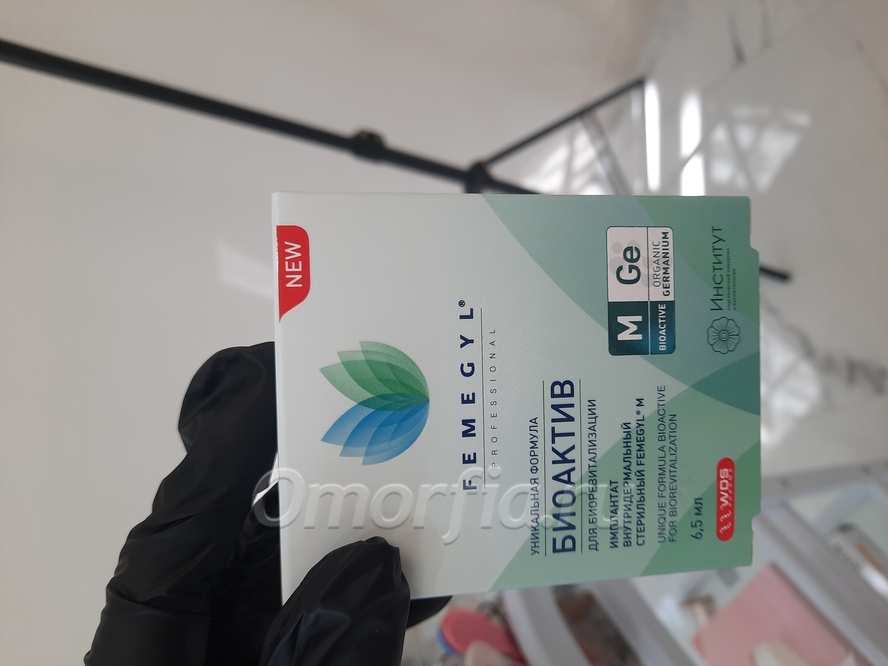 NEW
FEMEGYL®
PROFESSIONAL
УНИКАЛЬНАЯ ФОРМУЛА
БИОАКТИВ
ДЛЯ БИОРЕВИТАЛИЗАЦИИ
ИМПЛАНТАТ
ВНУТРИДЕРМАЛЬНЫЙ
СТЕРИЛЬНЫЙ FEMEGYL® M
UNIQUE FORMULA BIOACTIVE
FOR BIOREVITALIZATION
6,5 мл
M Ge
BIOACTIVE
ORGANIC
GERMANIUM
WDS
Институт
Omorfia